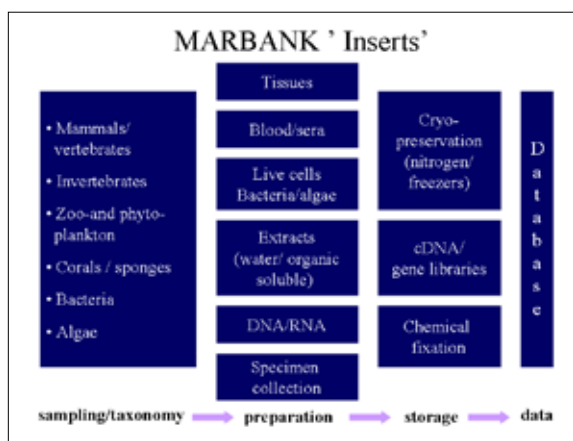 MARBANK ' Inserts'
• Mammals/
vertebrates
• Invertebrates
• Zoo-and phyto-
plankton
• Corals / sponges
• Bacteria
• Algae
Tissues
Blood/sera
Live cells
Bacteria/algae
Extracts
(water/ organic
soluble)
DNA/RNA
Specimen
collection
Cryo-
preservation
(nitrogen/
freezers)
cDNA/
gene libraries
Chemical
fixation
Database
sampling/taxonomy preparation storage data